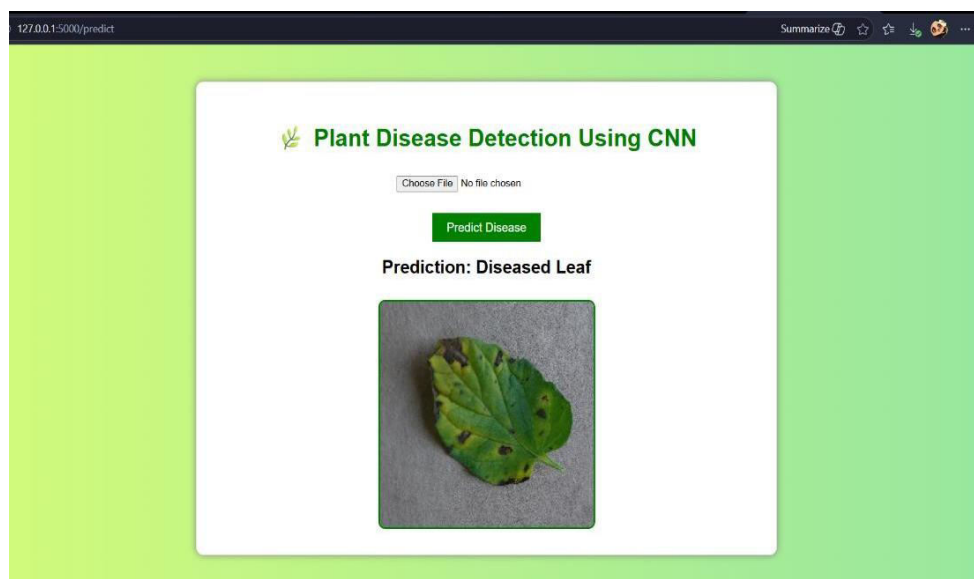 127.0.0.1:5000/predict
Summarize
Plant Disease Detection Using CNN
Choose File No file chosen
Predict Disease
Prediction: Diseased Leaf